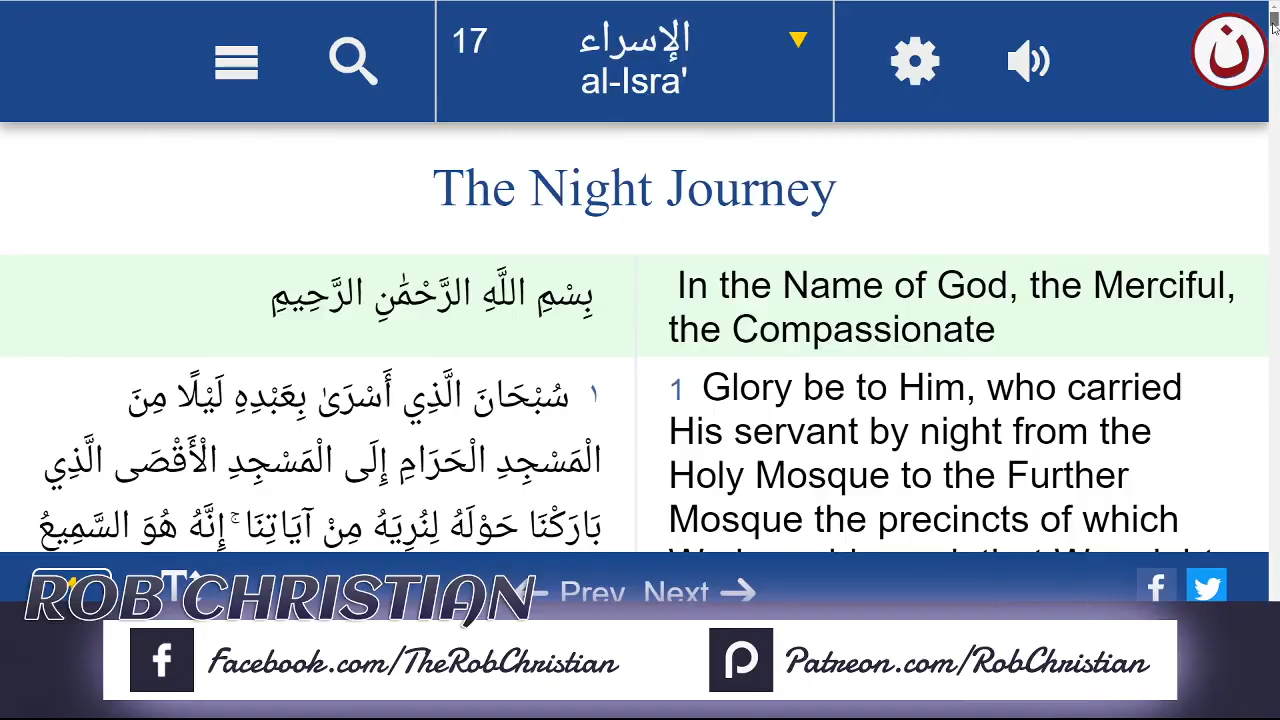 17
الإسراء
al-Isra'
ن
The Night Journey
بِسْمِ اللَّهِ الرَّحْمَٰنِ الرَّحِيمِ
In the Name of God, the Merciful,
the Compassionate
١ سُبْحَانَ الَّذِي أَسْرَىٰ بِعَبْدِهِ لَيْلًا مِنَ
الْمَسْجِدِ الْحَرَامِ إِلَى الْمَسْجِدِ الْأَقْصَى الَّذِي
بَارَكْنَا حَوْلَهُ لِنُرِيَهُ مِنْ آيَاتِنَا ۚ إِنَّهُ هُوَ السَّمِيعُ
1 Glory be to Him, who carried
His servant by night from the
Holy Mosque to the Further
Mosque the precincts of which
← Prev Next →
ROB CHRISTIAN
Facebook.com/TheRobChristian
Patreon.com/RobChristian